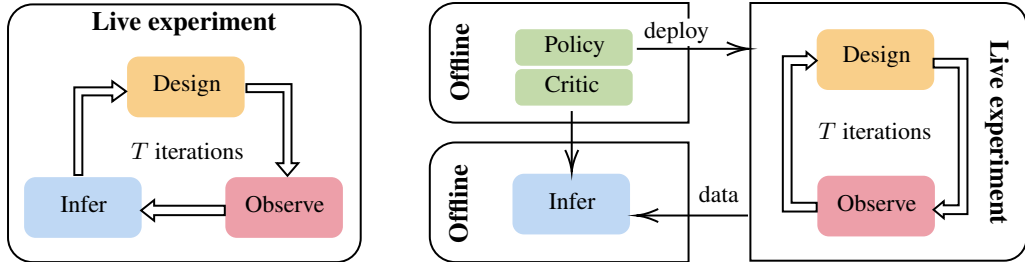 Live experiment
Design
T iterations
Infer
Observe
Offline
Policy
Critic
deploy
Offline
Infer
data
Live experiment
Design
T iterations
Observe